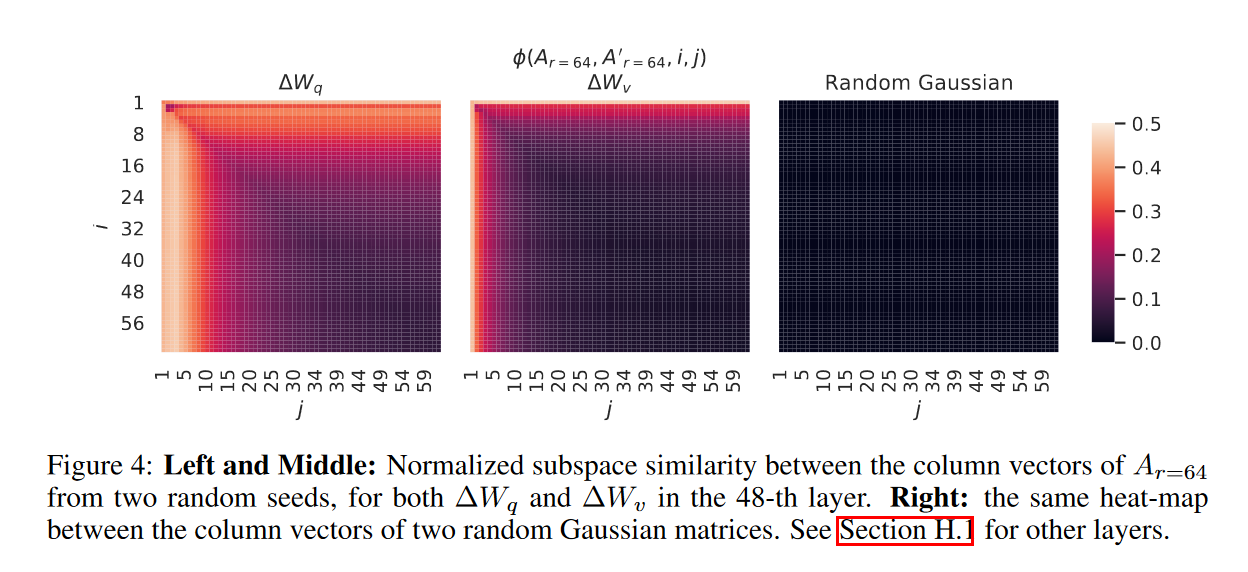 ϕ(A_{r=64}, A'_{r=64}, i, j)
ΔW_q
ΔW_v
Random Gaussian
i
1
8
16
24
32
40
48
56
1 5 10 15 20 25 30 34 39 44 49 54 59
j
1 5 10 15 20 25 30 34 39 44 49 54 59
j
1 5 10 15 20 25 30 34 39 44 49 54 59
j
0.5
0.4
0.3
0.2
0.1
0.0
Figure 4: Left and Middle: Normalized subspace similarity between the column vectors of A_{r=64}
from two random seeds, for both ΔW_q and ΔW_v in the 48-th layer. Right: the same heat-map
between the column vectors of two random Gaussian matrices. See Section H.1 for other layers.